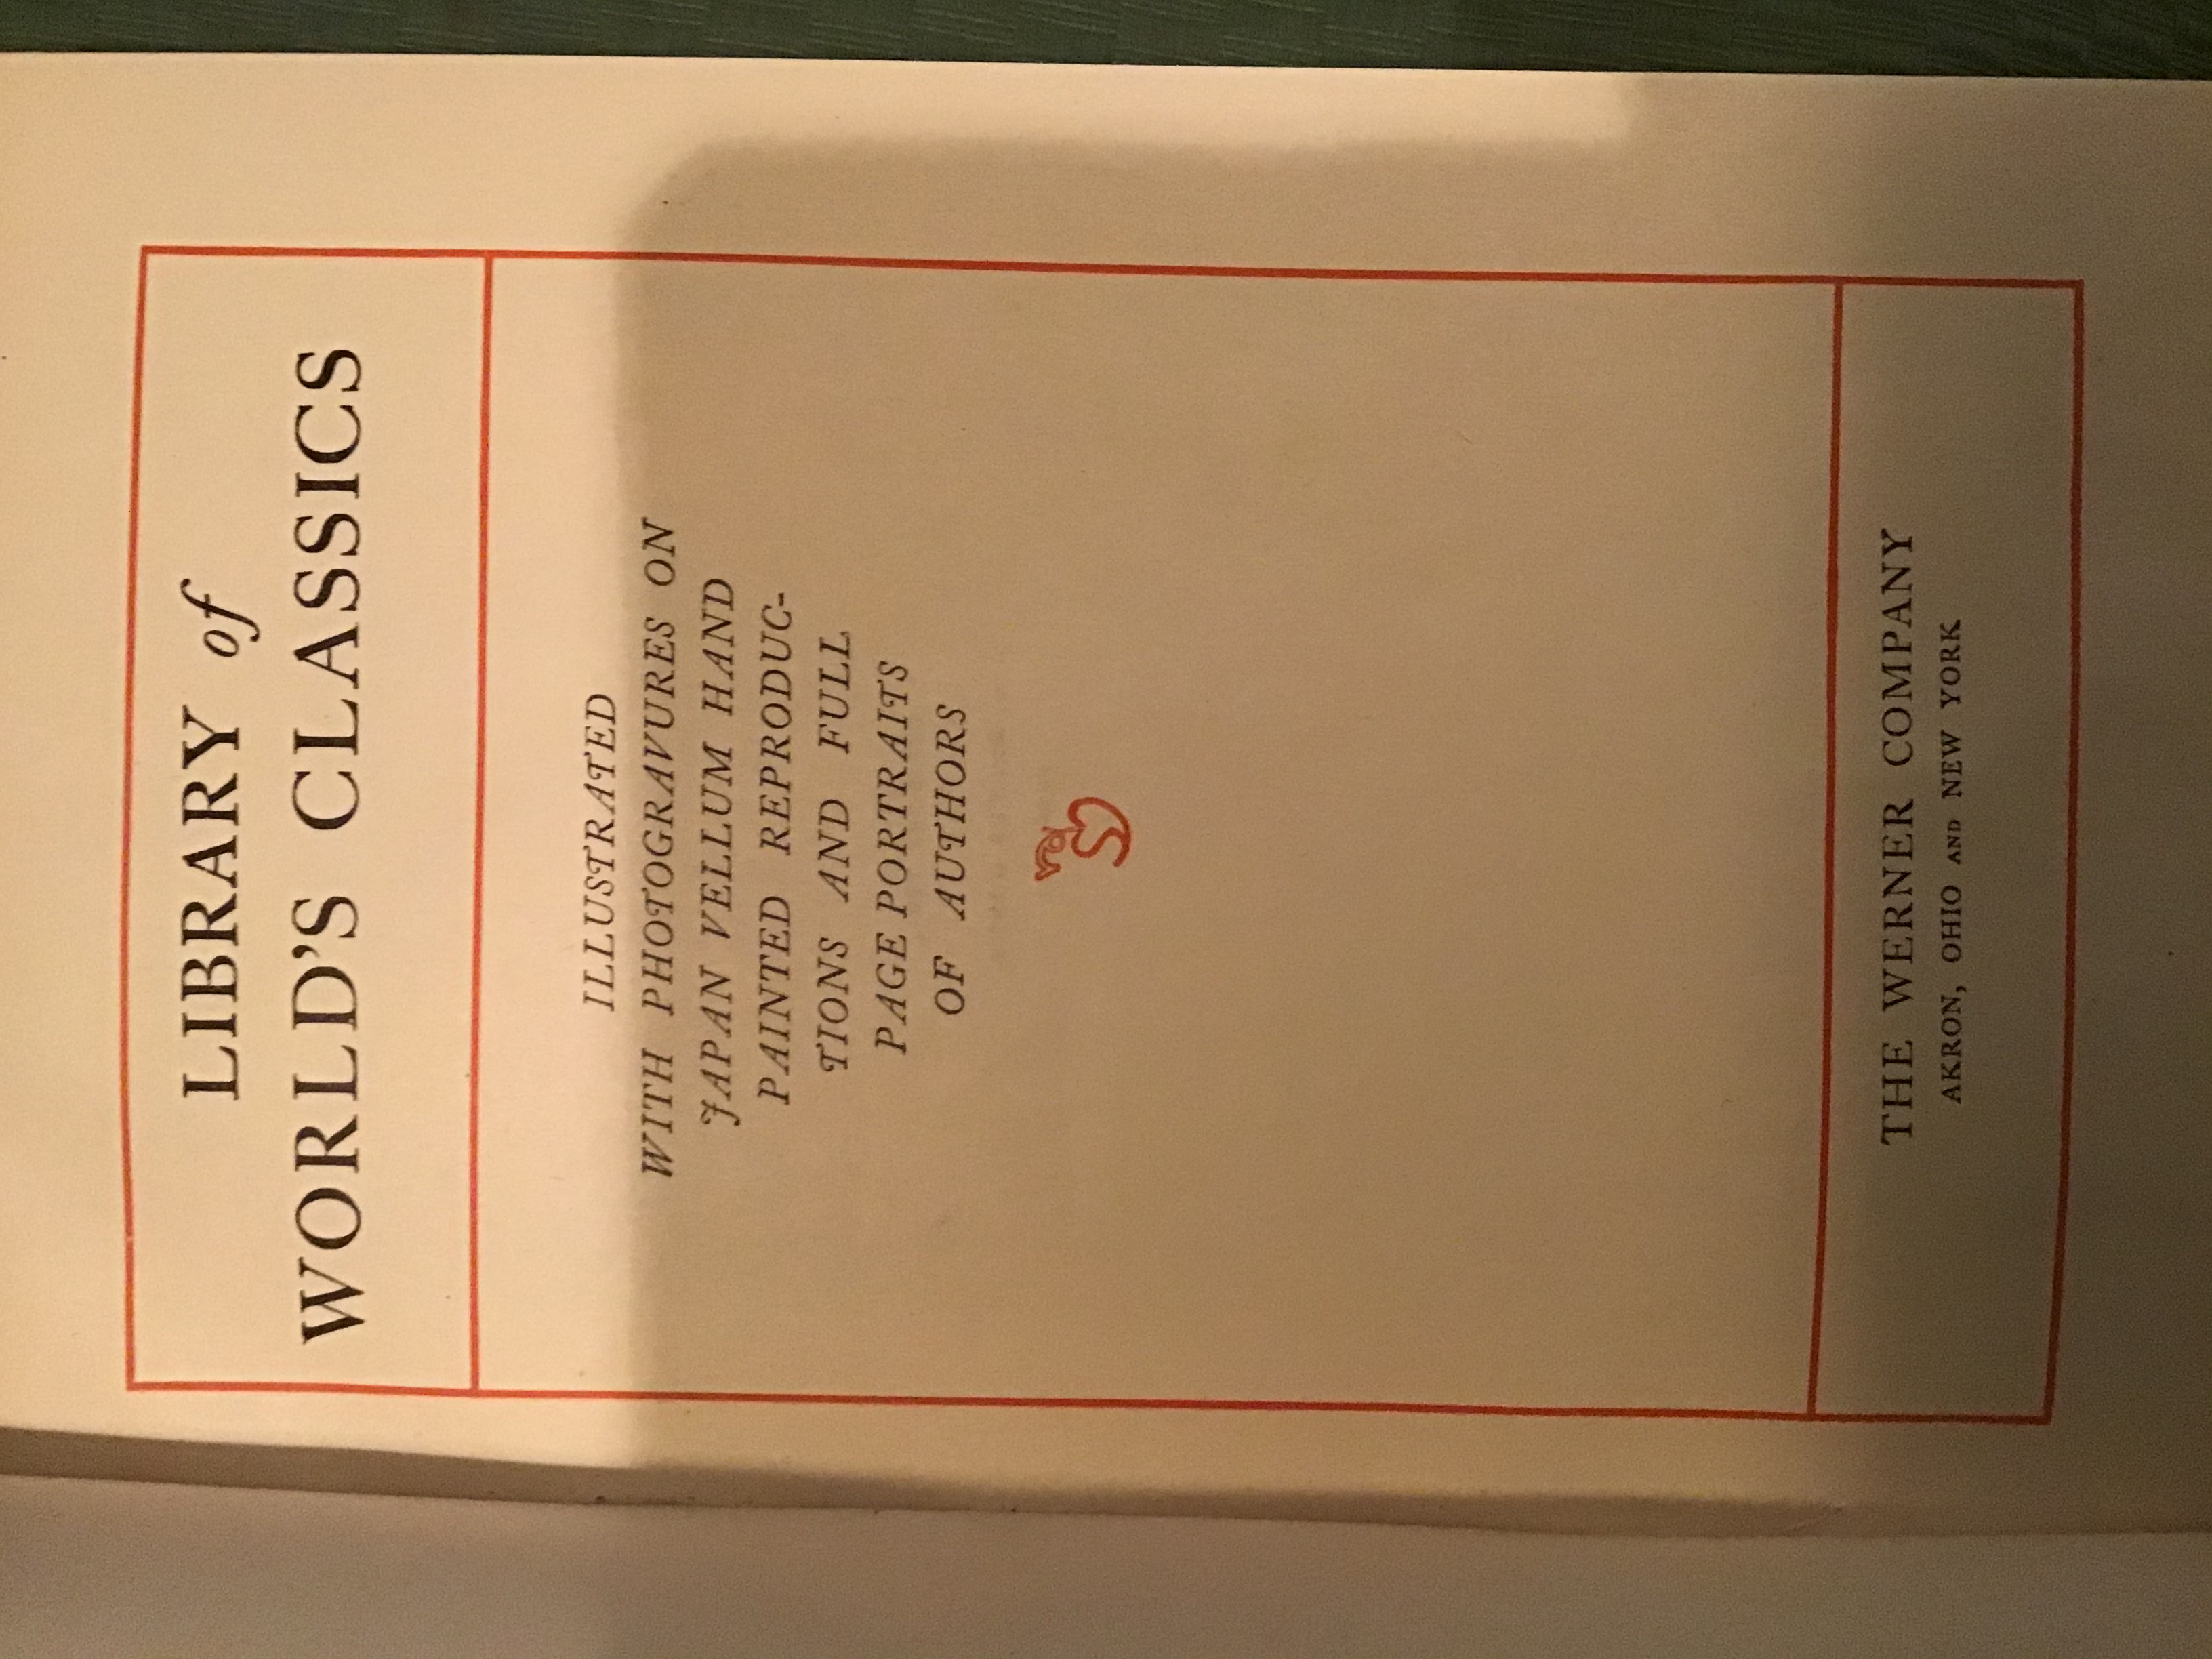 LIBRARY of
WORLD'S CLASSICS
ILLUSTRATED
WITH PHOTOGRAVURES ON
JAPAN VELLUM HAND
PAINTED REPRODUC-
TIONS AND FULL
PAGE PORTRAITS
OF AUTHORS
THE WERNER COMPANY
AKRON, OHIO AND NEW YORK